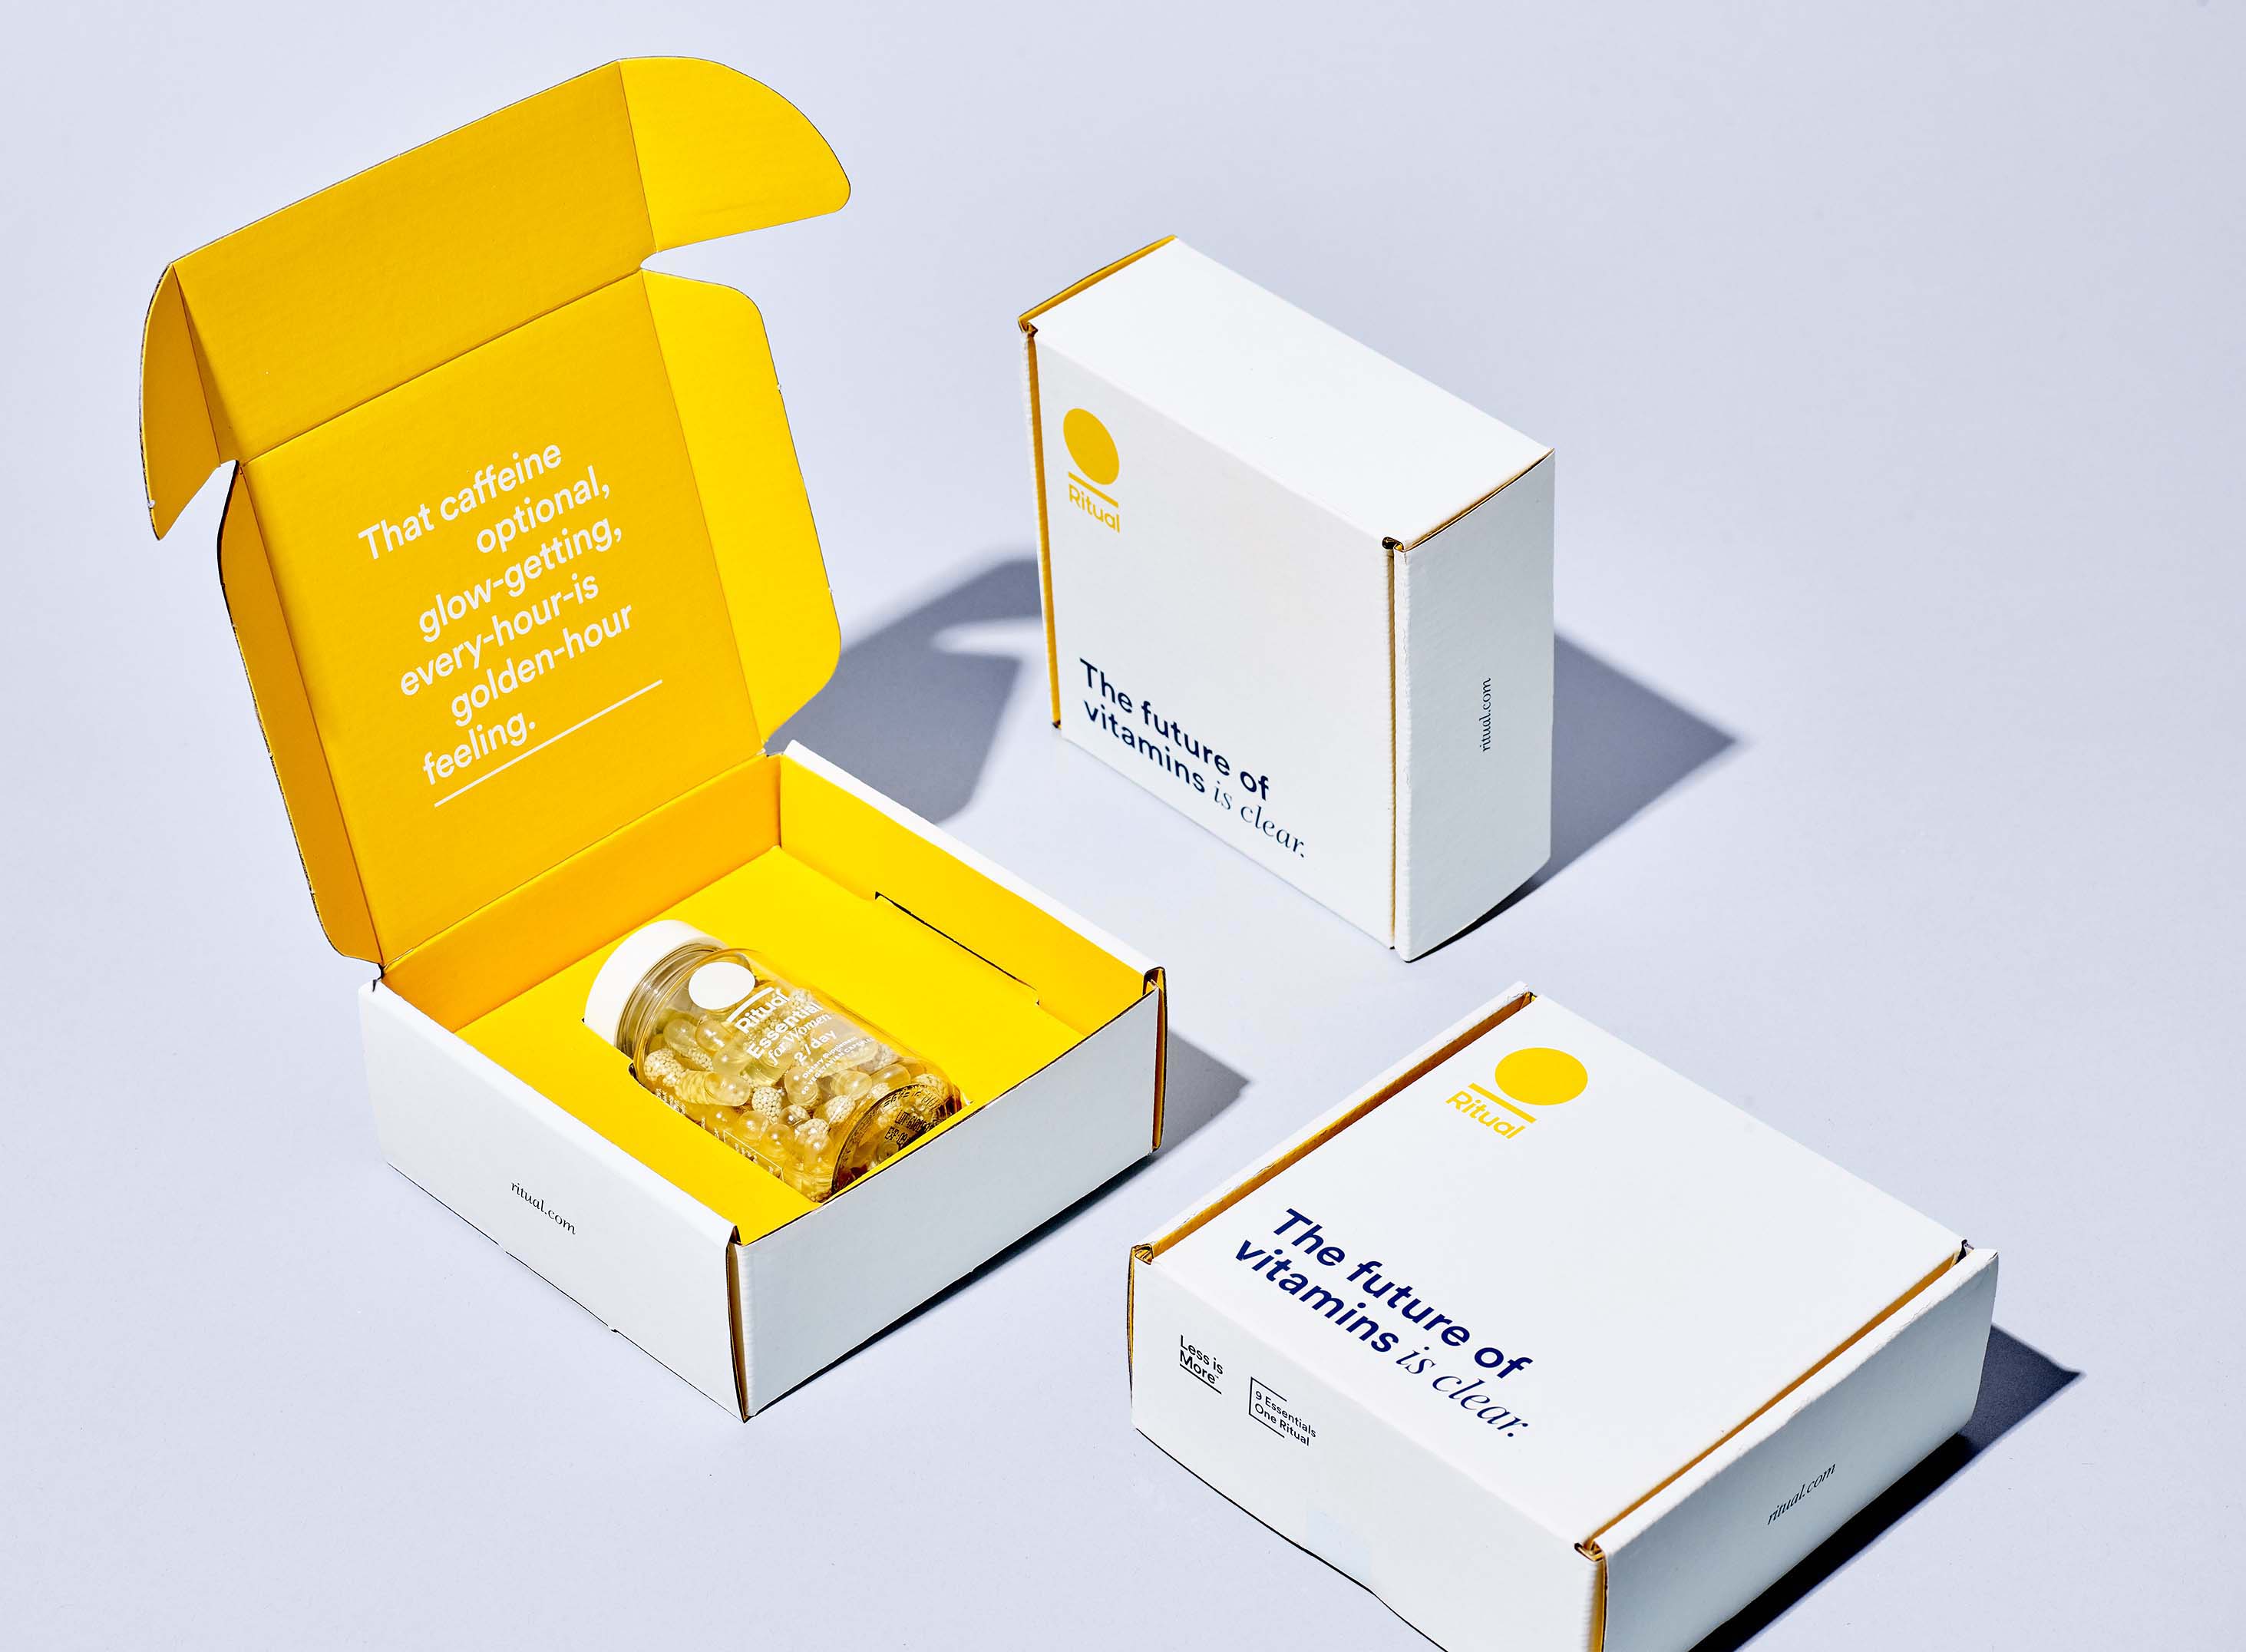 That caffeine
optional,
glow-getting,
every-hour-is
golden-hour
feeling.
Ritual
Essential
for Women
2/day
ritual.com
Ritual
The future of
vitamins is clear.
ritual.com
Ritual
The future of
vitamins is clear.
Less is
More
9 Essentials
One Ritual
ritual.com